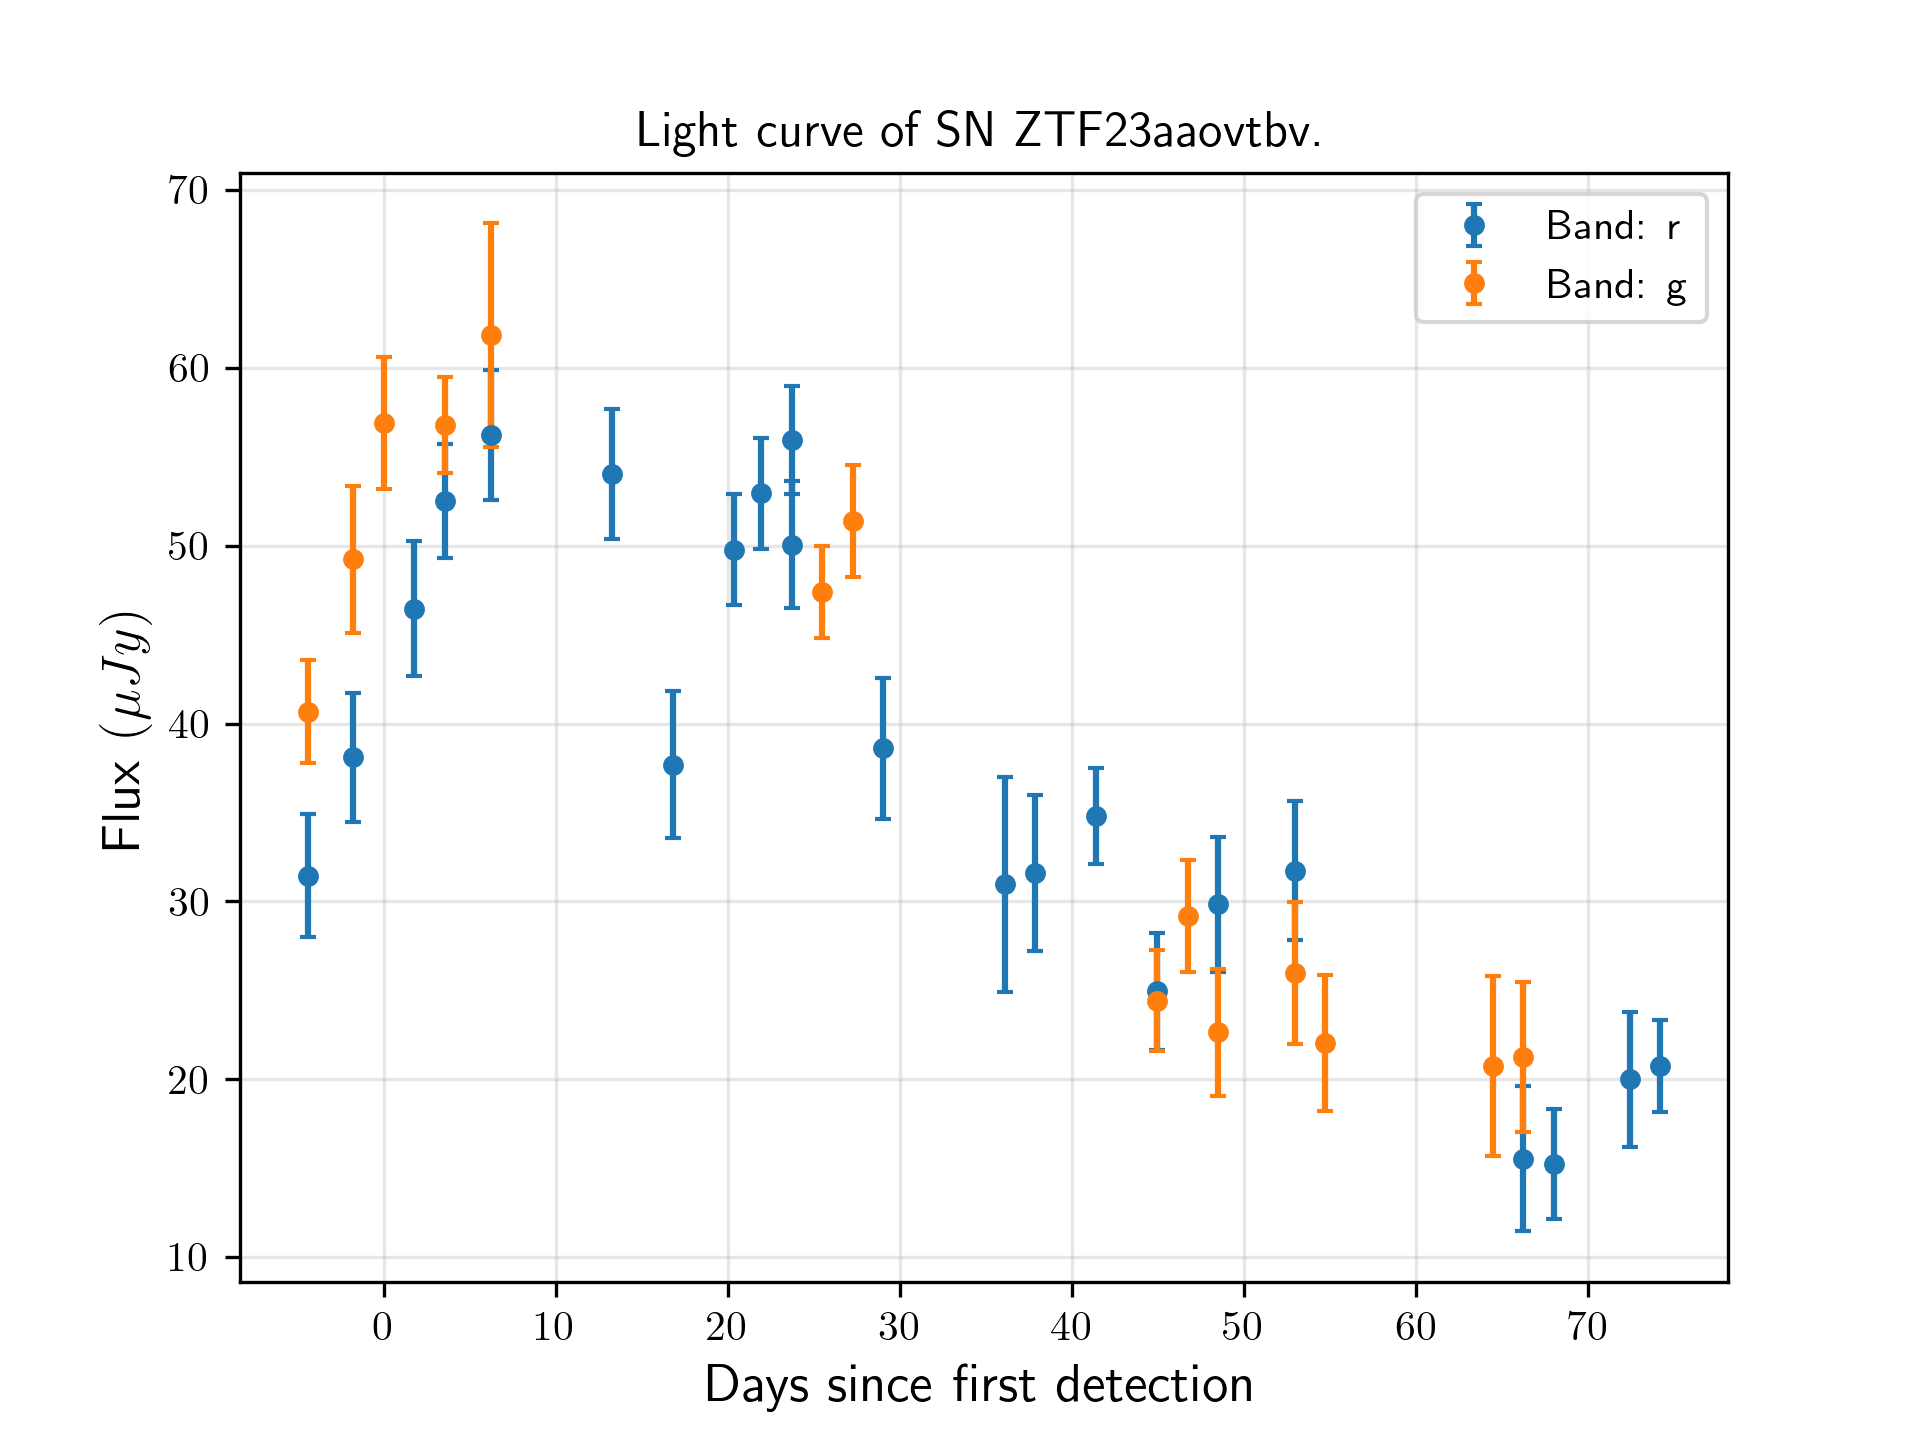 Light curve of SN ZTF23aaovtbv.
70
60
50
40
30
20
10
Flux (μJy)
Band: r
Band: g
0 10 20 30 40 50 60 70
Days since first detection